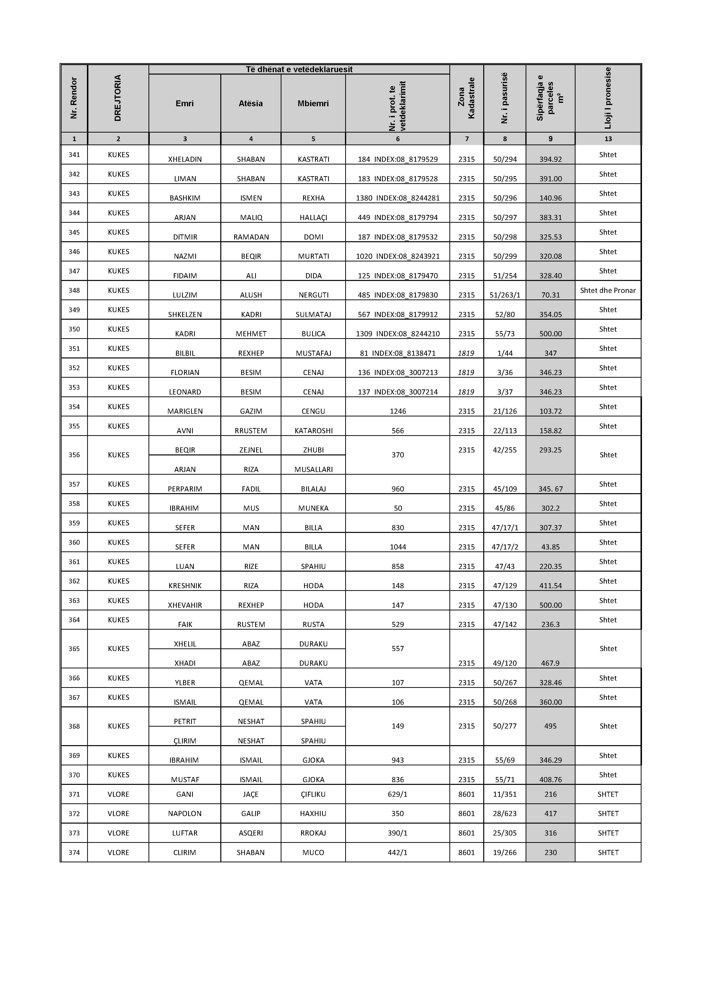 Të dhënat e vetëdeklaruesit
Nr. Rendor DREJTORIA Emri Atësia Mbiemri Nr. i prot. te vetdeklarimit Zona Kadastrale Nr. i pasurisë Sipërfaqja e parceles m² Lloji I pronesise
1 2 3 4 5 6 7 8 9 13
341 KUKES XHELADIN SHABAN KASTRATI 184 INDEX:08_8179529 2315 50/294 394.92 Shtet
342 KUKES LIMAN SHABAN KASTRATI 183 INDEX:08_8179528 2315 50/295 391.00 Shtet
343 KUKES BASHKIM ISMEN REXHA 1380 INDEX:08_8244281 2315 50/296 140.96 Shtet
344 KUKES ARJAN MALIQ HALLAÇI 449 INDEX:08_8179794 2315 50/297 383.31 Shtet
345 KUKES DITMIR RAMADAN DOMI 187 INDEX:08_8179532 2315 50/298 325.53 Shtet
346 KUKES NAZMI BEQIR MURTATI 1020 INDEX:08_8243921 2315 50/299 320.08 Shtet
347 KUKES FIDAIM ALI DIDA 125 INDEX:08_8179470 2315 51/254 328.40 Shtet
348 KUKES LULZIM ALUSH NERGUTI 485 INDEX:08_8179830 2315 51/263/1 70.31 Shtet dhe Pronar
349 KUKES SHKELZEN KADRI SULMATAJ 567 INDEX:08_8179912 2315 52/80 354.05 Shtet
350 KUKES KADRI MEHMET BULICA 1309 INDEX:08_8244210 2315 55/73 500.00 Shtet
351 KUKES BILBIL REXHEP MUSTAFAJ 81 INDEX:08_8138471 1819 1/44 347 Shtet
352 KUKES FLORIAN BESIM CENAJ 136 INDEX:08_3007213 1819 3/36 346.23 Shtet
353 KUKES LEONARD BESIM CENAJ 137 INDEX:08_3007214 1819 3/37 346.23 Shtet
354 KUKES MARIGLEN GAZIM CENGU 1246 2315 21/126 103.72 Shtet
355 KUKES AVNI RRUSTEM KATAROSHI 566 2315 22/113 158.82 Shtet
356 KUKES BEQIR ZEJNEL ZHUBI 370 2315 42/255 293.25 Shtet
ARJAN RIZA MUSALLARI
357 KUKES PERPARIM FADIL BILALAJ 960 2315 45/109 345. 67 Shtet
358 KUKES IBRAHIM MUS MUNEKA 50 2315 45/86 302.2 Shtet
359 KUKES SEFER MAN BILLA 830 2315 47/17/1 307.37 Shtet
360 KUKES SEFER MAN BILLA 1044 2315 47/17/2 43.85 Shtet
361 KUKES LUAN RIZE SPAHIU 858 2315 47/43 220.35 Shtet
362 KUKES KRESHNIK RIZA HODA 148 2315 47/129 411.54 Shtet
363 KUKES XHEVAHIR REXHEP HODA 147 2315 47/130 500.00 Shtet
364 KUKES FAIK RUSTEM RUSTA 529 2315 47/142 236.3 Shtet
365 KUKES XHELIL ABAZ DURAKU 557 Shtet
XHADI ABAZ DURAKU 2315 49/120 467.9
366 KUKES YLBER QEMAL VATA 107 2315 50/267 328.46 Shtet
367 KUKES ISMAIL QEMAL VATA 106 2315 50/268 360.00 Shtet
368 KUKES PETRIT NESHAT SPAHIU 149 2315 50/277 495 Shtet
ÇLIRIM NESHAT SPAHIU
369 KUKES IBRAHIM ISMAIL GJOKA 943 2315 55/69 346.29 Shtet
370 KUKES MUSTAF ISMAIL GJOKA 836 2315 55/71 408.76 Shtet
371 VLORE GANI JAÇE ÇIFLIKU 629/1 8601 11/351 216 SHTET
372 VLORE NAPOLON GALIP HAXHIU 350 8601 28/623 417 SHTET
373 VLORE LUFTAR ASQERI RROKAJ 390/1 8601 25/305 316 SHTET
374 VLORE CLIRIM SHABAN MUCO 442/1 8601 19/266 230 SHTET